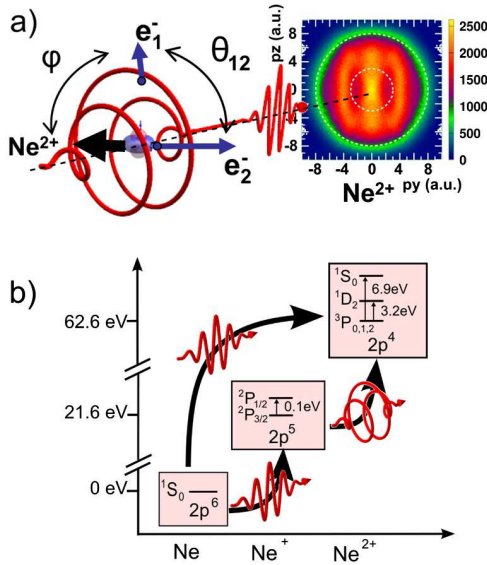 a)
φ
e₁⁻
θ₁₂
Ne²⁺
e₂⁻
pz (a.u.)
8
4
0
-4
-8
-8 -4 0 4 8
Ne²⁺ py (a.u.)
2500
2000
1500
1000
500
0
b)
62.6 eV
21.6 eV
0 eV
¹S₀
6.9eV
¹D₂
3.2eV
³P₀,₁,₂
2p⁴
²P₁/₂
0.1eV
²P₃/₂
2p⁵
¹S₀
2p⁶
Ne Ne⁺ Ne²⁺